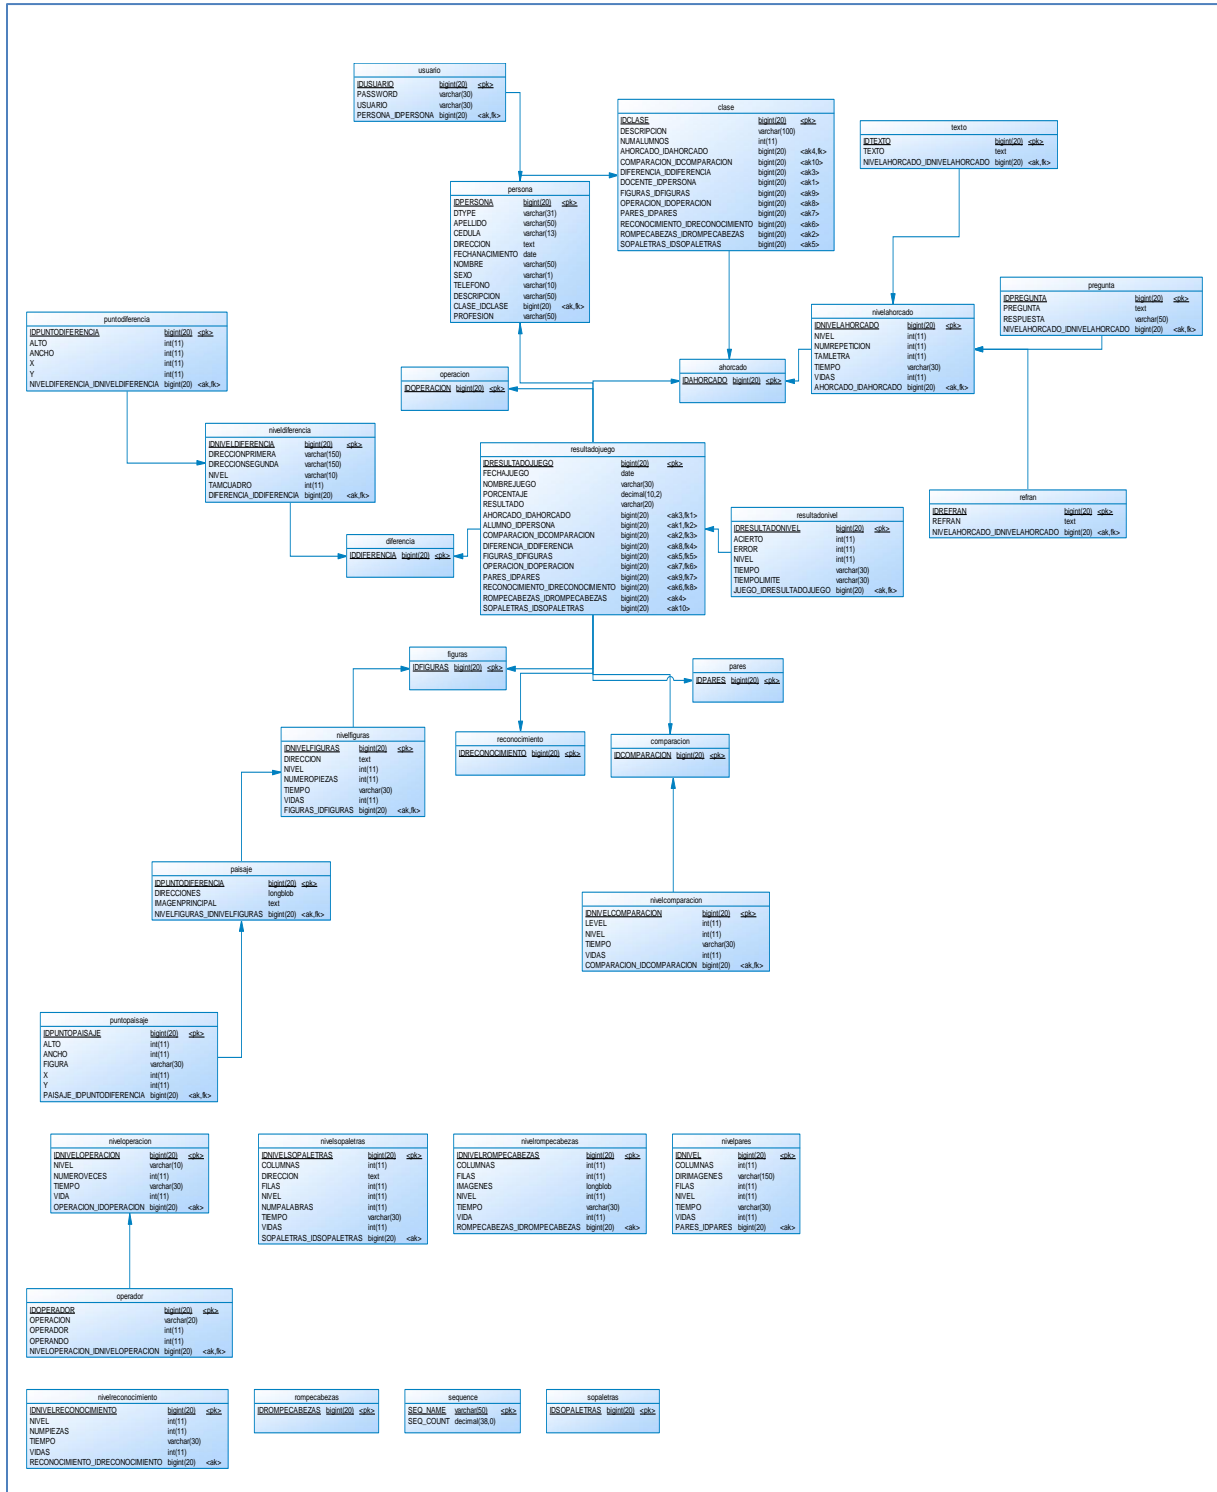 usuario
IDUSUARIO bigint(20) <pk>
PASSWORD varchar(30)
USUARIO varchar(30)
PERSONA_IDPERSONA bigint(20) <ak,fk>
clase
IDCLASE bigint(20) <pk>
DESCRIPCION varchar(100)
NUMALUMNOS int(11)
AHORCADO_IDAHORCADO bigint(20) <ak4,fk>
COMPARACION_IDCOMPARACION bigint(20) <ak10>
DIFERENCIA_IDDIFERENCIA bigint(20) <ak3>
DOCENTE_IDPERSONA bigint(20) <ak1>
FIGURAS_IDFIGURAS bigint(20) <ak9>
OPERACION_IDOPERACION bigint(20) <ak8>
PARES_IDPARES bigint(20) <ak7>
RECONOCIMIENTO_IDRECONOCIMIENTO bigint(20) <ak6>
ROMPECABEZAS_IDROMPECABEZAS bigint(20) <ak2>
SOPALETRAS_IDSOPALETRAS bigint(20) <ak5>
texto
IDTEXTO bigint(20) <pk>
TEXTO text
NIVELAHORCADO_IDNIVELAHORCADO bigint(20) <ak,fk>
persona
IDPERSONA bigint(20) <pk>
DTYPE varchar(31)
APELLIDO varchar(50)
CEDULA varchar(13)
DIRECCION text
FECHANACIMIENTO date
NOMBRE varchar(50)
SEXO varchar(1)
TELEFONO varchar(10)
DESCRIPCION varchar(50)
CLASE_IDCLASE bigint(20) <ak,fk>
PROFESION varchar(50)
pregunta
IDPREGUNTA bigint(20) <pk>
PREGUNTA text
RESPUESTA varchar(50)
NIVELAHORCADO_IDNIVELAHORCADO bigint(20) <ak,fk>
nivelahorcado
IDNIVELAHORCADO bigint(20) <pk>
NIVEL int(11)
NUMREPETICION int(11)
TAMLETRA int(11)
TIEMPO varchar(30)
VIDAS int(11)
AHORCADO_IDAHORCADO bigint(20) <ak,fk>
puntodiferencia
IDPUNTODIFERENCIA bigint(20) <pk>
ALTO int(11)
ANCHO int(11)
X int(11)
Y int(11)
NIVELDIFERENCIA_IDNIVELDIFERENCIA bigint(20) <ak,fk>
operacion
IDOPERACION bigint(20) <pk>
ahorcado
IDAHORCADO bigint(20) <pk>
niveldiferencia
IDNIVELDIFERENCIA bigint(20) <pk>
DIRECCIONPRIMERA varchar(150)
DIRECCIONSEGUNDA varchar(150)
NIVEL varchar(10)
TAMCUADRO int(11)
DIFERENCIA_IDDIFERENCIA bigint(20) <ak,fk>
resultadojuego
IDRESULTADOJUEGO bigint(20) <pk>
FECHAJUEGO date
NOMBREJUEGO varchar(30)
PORCENTAJE decimal(10,2)
RESULTADO varchar(20)
AHORCADO_IDAHORCADO bigint(20) <ak3,fk1>
ALUMNO_IDPERSONA bigint(20) <ak1,fk2>
COMPARACION_IDCOMPARACION bigint(20) <ak2,fk3>
DIFERENCIA_IDDIFERENCIA bigint(20) <ak8,fk4>
FIGURAS_IDFIGURAS bigint(20) <ak5,fk5>
OPERACION_IDOPERACION bigint(20) <ak7,fk6>
PARES_IDPARES bigint(20) <ak9,fk7>
RECONOCIMIENTO_IDRECONOCIMIENTO bigint(20) <ak6,fk8>
ROMPECABEZAS_IDROMPECABEZAS bigint(20) <ak4>
SOPALETRAS_IDSOPALETRAS bigint(20) <ak10>
diferencia
IDDIFERENCIA bigint(20) <pk>
resultadonivel
IDRESULTADONIVEL bigint(20) <pk>
ACIERTO int(11)
ERROR int(11)
NIVEL int(11)
TIEMPO varchar(30)
TIEMPOLIMITE varchar(30)
JUEGO_IDRESULTADOJUEGO bigint(20) <ak,fk>
refran
IDREFRAN bigint(20) <pk>
REFRAN text
NIVELAHORCADO_IDNIVELAHORCADO bigint(20) <ak,fk>
figuras
IDFIGURAS bigint(20) <pk>
pares
IDPARES bigint(20) <pk>
nivelfiguras
IDNIVELFIGURAS bigint(20) <pk>
DIRECCION text
NIVEL int(11)
NUMEROPIEZAS int(11)
TIEMPO varchar(30)
VIDAS int(11)
FIGURAS_IDFIGURAS bigint(20) <ak,fk>
reconocimiento
IDRECONOCIMIENTO bigint(20) <pk>
comparacion
IDCOMPARACION bigint(20) <pk>
paisaje
IDPUNTODIFERENCIA bigint(20) <pk>
DIRECCIONES longblob
IMAGENPRINCIPAL text
NIVELFIGURAS_IDNIVELFIGURAS bigint(20) <ak,fk>
nivelcomparacion
IDNIVELCOMPARACION bigint(20) <pk>
LEVEL int(11)
NIVEL int(11)
TIEMPO varchar(30)
VIDAS int(11)
COMPARACION_IDCOMPARACION bigint(20) <ak,fk>
puntopaisaje
IDPUNTOPAISAJE bigint(20) <pk>
ALTO int(11)
ANCHO int(11)
FIGURA varchar(30)
X int(11)
Y int(11)
PAISAJE_IDPUNTODIFERENCIA bigint(20) <ak,fk>
niveloperacion
IDNIVELOPERACION bigint(20) <pk>
NIVEL varchar(10)
NUMEROVECES int(11)
TIEMPO varchar(30)
VIDA int(11)
OPERACION_IDOPERACION bigint(20) <ak>
nivelsopaletras
IDNIVELSOPALETRAS bigint(20) <pk>
COLUMNAS int(11)
DIRECCION text
FILAS int(11)
NIVEL int(11)
NUMPALABRAS int(11)
TIEMPO varchar(30)
VIDAS int(11)
SOPALETRAS_IDSOPALETRAS bigint(20) <ak>
nivelrompecabezas
IDNIVELROMPECABEZAS bigint(20) <pk>
COLUMNAS int(11)
FILAS int(11)
IMAGENES longblob
NIVEL int(11)
TIEMPO varchar(30)
VIDA int(11)
ROMPECABEZAS_IDROMPECABEZAS bigint(20) <ak>
nivelpares
IDNIVEL bigint(20) <pk>
COLUMNAS int(11)
DIRIMAGENES varchar(150)
FILAS int(11)
NIVEL int(11)
TIEMPO varchar(30)
VIDAS int(11)
PARES_IDPARES bigint(20) <ak>
operador
IDOPERADOR bigint(20) <pk>
OPERACION varchar(20)
OPERADOR int(11)
OPERANDO int(11)
NIVELOPERACION_IDNIVELOPERACION bigint(20) <ak,fk>
nivelreconocimiento
IDNIVELRECONOCIMIENTO bigint(20) <pk>
NIVEL int(11)
NUMPIEZAS int(11)
TIEMPO varchar(30)
VIDAS int(11)
RECONOCIMIENTO_IDRECONOCIMIENTO bigint(20) <ak>
rompecabezas
IDROMPECABEZAS bigint(20) <pk>
sequence
SEQ_NAME varchar(50) <pk>
SEQ_COUNT decimal(38,0)
sopaletras
IDSOPALETRAS bigint(20) <pk>